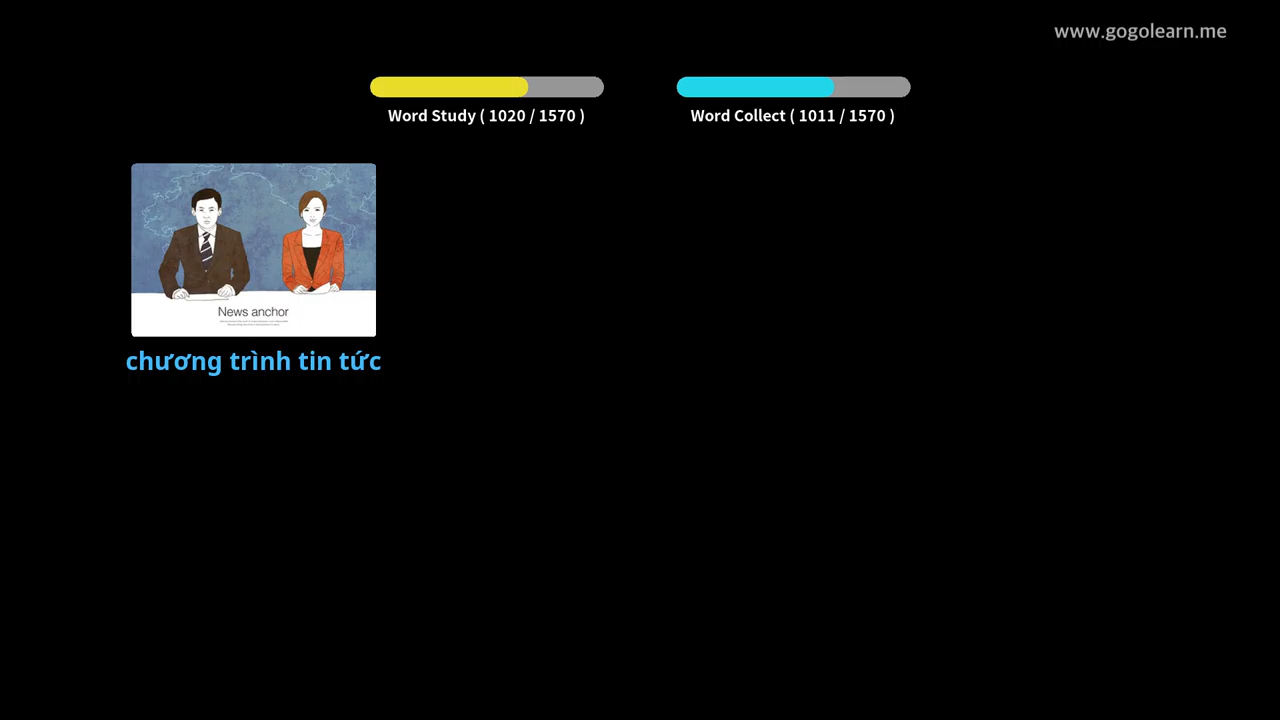 www.gogolearn.me
Word Study ( 1020 / 1570 )
Word Collect ( 1011 / 1570 )
News anchor
chương trình tin tức